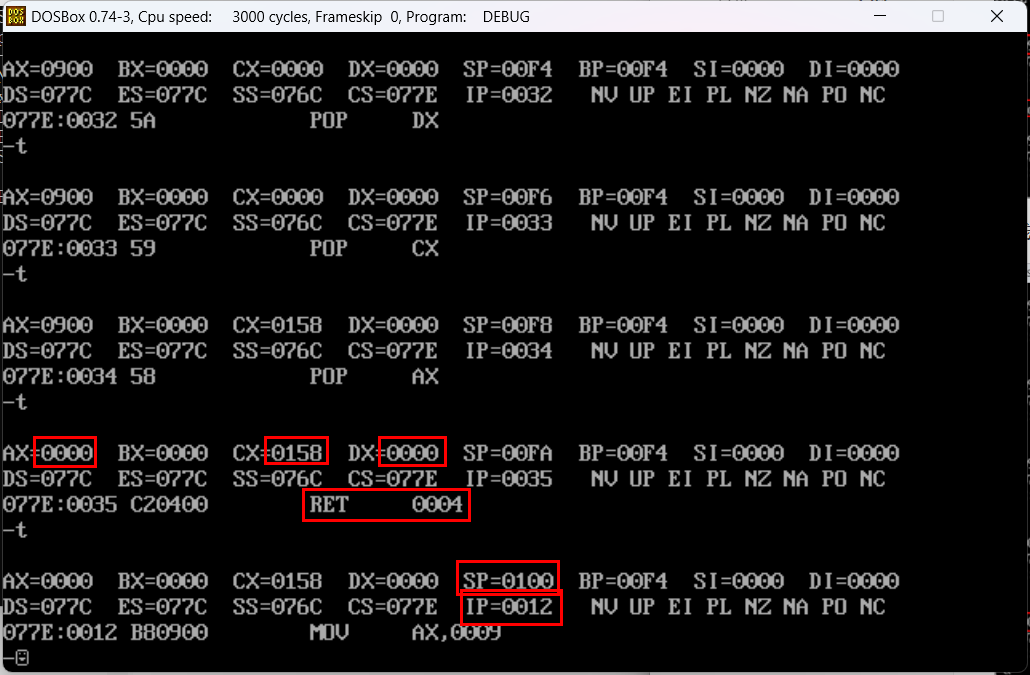 DOSBox 0.74-3, Cpu speed: 3000 cycles, Frameskip 0, Program: DEBUG
AX=0900 BX=0000 CX=0000 DX=0000 SP=00F4 BP=00F4 SI=0000 DI=0000
DS=077C ES=077C SS=076C CS=077E IP=0032 NV UP EI PL NZ NA PO NC
077E:0032 5A POP DX
-t
AX=0900 BX=0000 CX=0000 DX=0000 SP=00F6 BP=00F4 SI=0000 DI=0000
DS=077C ES=077C SS=076C CS=077E IP=0033 NV UP EI PL NZ NA PO NC
077E:0033 59 POP CX
-t
AX=0900 BX=0000 CX=0158 DX=0000 SP=00F8 BP=00F4 SI=0000 DI=0000
DS=077C ES=077C SS=076C CS=077E IP=0034 NV UP EI PL NZ NA PO NC
077E:0034 58 POP AX
-t
AX=0000 BX=0000 CX=0158 DX=0000 SP=00FA BP=00F4 SI=0000 DI=0000
DS=077C ES=077C SS=076C CS=077E IP=0035 NV UP EI PL NZ NA PO NC
077E:0035 C20400 RET 0004
-t
AX=0000 BX=0000 CX=0158 DX=0000 SP=0100 BP=00F4 SI=0000 DI=0000
DS=077C ES=077C SS=076C CS=077E IP=0012 NV UP EI PL NZ NA PO NC
077E:0012 B80900 MOV AX,0009
-